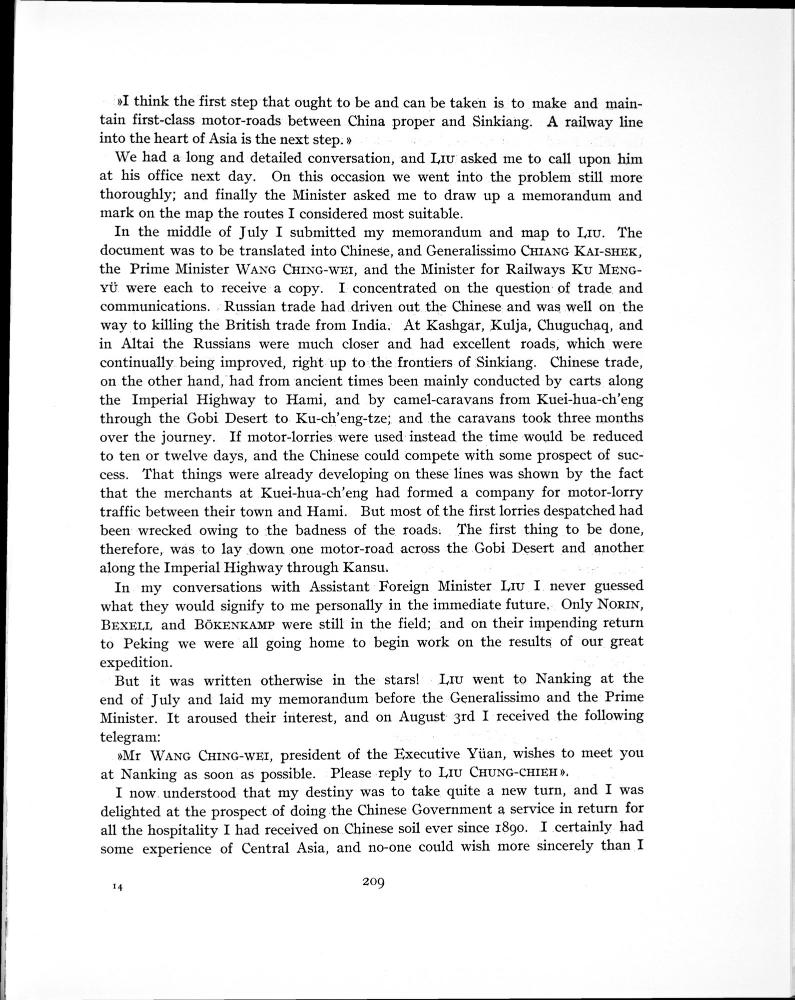 »I think the first step that ought to be and can be taken is to make and main-
tain first-class motor-roads between China proper and Sinkiang. A railway line
into the heart of Asia is the next step.»
We had a long and detailed conversation, and LIU asked me to call upon him
at his office next day. On this occasion we went into the problem still more
thoroughly; and finally the Minister asked me to draw up a memorandum and
mark on the map the routes I considered most suitable.
In the middle of July I submitted my memorandum and map to LIU. The
document was to be translated into Chinese, and Generalissimo CHIANG KAI-SHEK,
the Prime Minister WANG CHING-WEI, and the Minister for Railways KU MENG-
YÜ were each to receive a copy. I concentrated on the question of trade and
communications. Russian trade had driven out the Chinese and was well on the
way to killing the British trade from India. At Kashgar, Kulja, Chuguchaq, and
in Altai the Russians were much closer and had excellent roads, which were
continually being improved, right up to the frontiers of Sinkiang. Chinese trade,
on the other hand, had from ancient times been mainly conducted by carts along
the Imperial Highway to Hami, and by camel-caravans from Kuei-hua-ch'eng
through the Gobi Desert to Ku-ch'eng-tze; and the caravans took three months
over the journey. If motor-lorries were used instead the time would be reduced
to ten or twelve days, and the Chinese could compete with some prospect of suc-
cess. That things were already developing on these lines was shown by the fact
that the merchants at Kuei-hua-ch'eng had formed a company for motor-lorry
traffic between their town and Hami. But most of the first lorries despatched had
been wrecked owing to the badness of the roads. The first thing to be done,
therefore, was to lay down one motor-road across the Gobi Desert and another
along the Imperial Highway through Kansu.
In my conversations with Assistant Foreign Minister LIU I never guessed
what they would signify to me personally in the immediate future. Only NORIN,
BEXELL and BÖKENKAMP were still in the field; and on their impending return
to Peking we were all going home to begin work on the results of our great
expedition.
But it was written otherwise in the stars! LIU went to Nanking at the
end of July and laid my memorandum before the Generalissimo and the Prime
Minister. It aroused their interest, and on August 3rd I received the following
telegram:
»Mr WANG CHING-WEI, president of the Executive Yüan, wishes to meet you
at Nanking as soon as possible. Please reply to LIU CHUNG-CHIEH».
I now understood that my destiny was to take quite a new turn, and I was
delighted at the prospect of doing the Chinese Government a service in return for
all the hospitality I had received on Chinese soil ever since 1890. I certainly had
some experience of Central Asia, and no-one could wish more sincerely than I
14
209